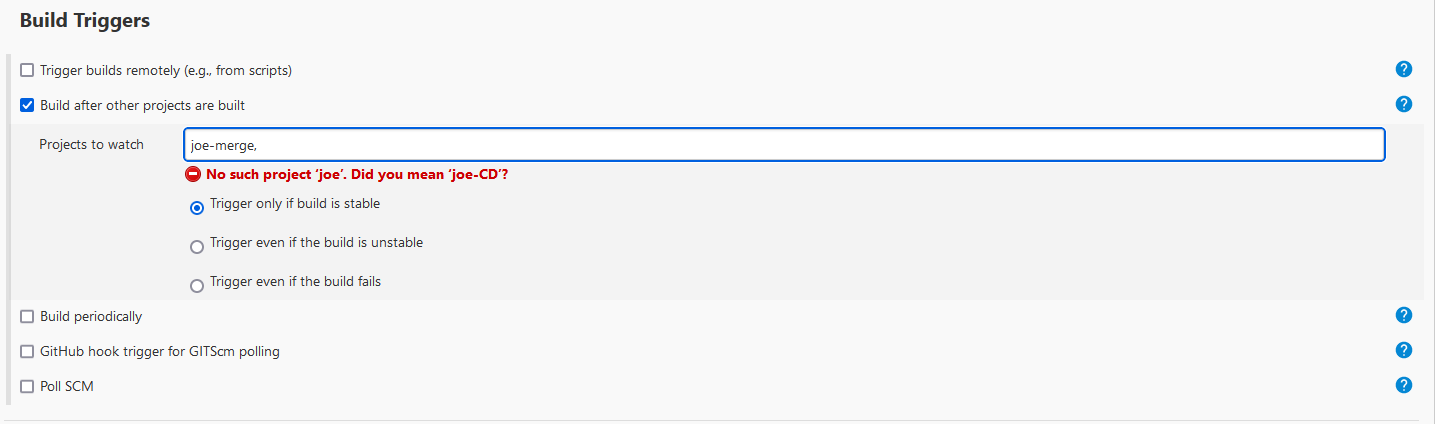 Build Triggers
Trigger builds remotely (e.g., from scripts)
Build after other projects are built
Projects to watch
joe-merge,
No such project ‘joe’. Did you mean ‘joe-CD’?
Trigger only if build is stable
Trigger even if the build is unstable
Trigger even if the build fails
Build periodically
GitHub hook trigger for GITScm polling
Poll SCM